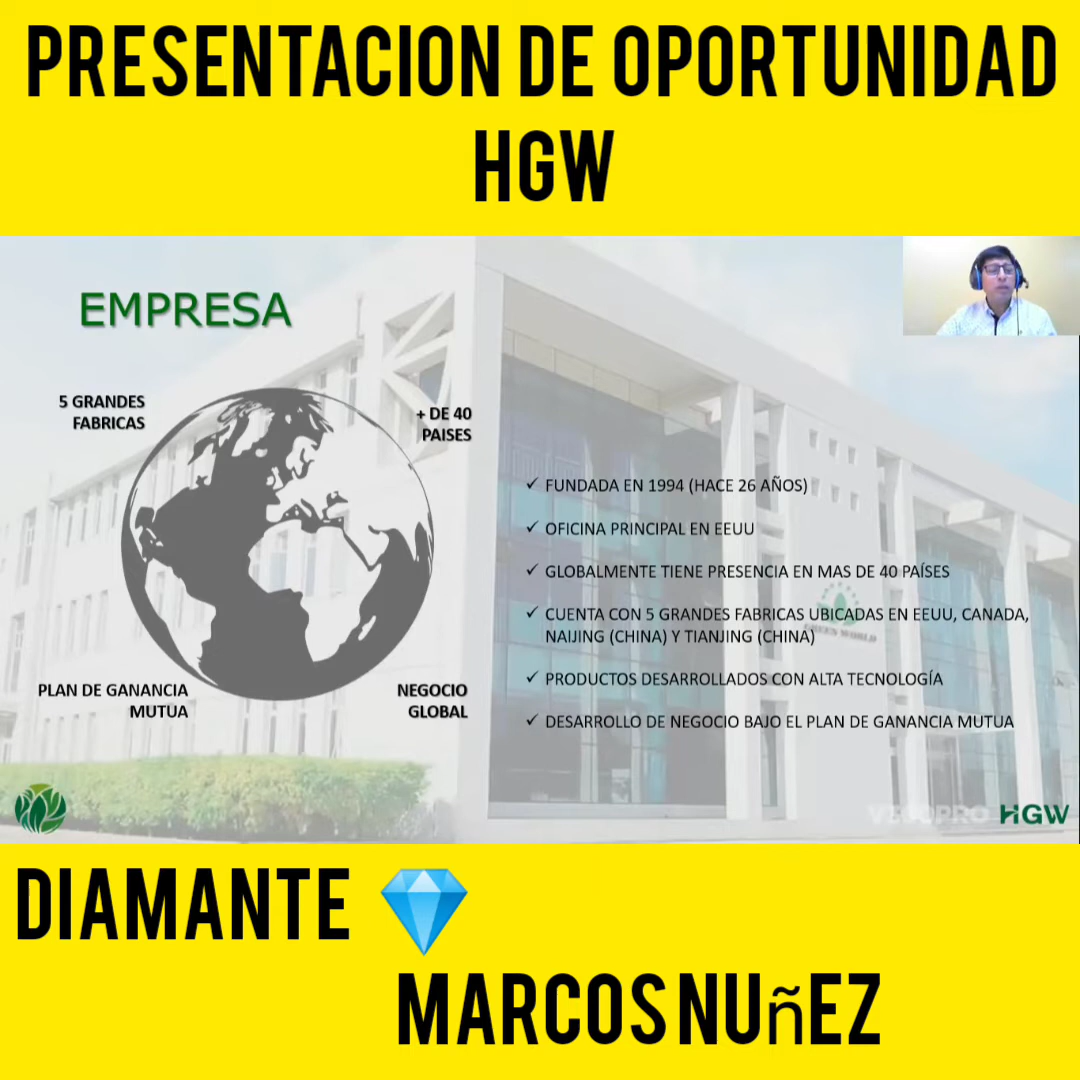 PRESENTACION DE OPORTUNIDAD
HGW
EMPRESA
5 GRANDES
FABRICAS
+ DE 40
PAISES
PLAN DE GANANCIA
MUTUA
NEGOCIO
GLOBAL
✓ FUNDADA EN 1994 (HACE 26 AÑOS)
✓ OFICINA PRINCIPAL EN EEUU
✓ GLOBALMENTE TIENE PRESENCIA EN MAS DE 40 PAÍSES
✓ CUENTA CON 5 GRANDES FABRICAS UBICADAS EN EEUU, CANADA,
NAIJING (CHINA) Y TIANJING (CHINA)
✓ PRODUCTOS DESARROLLADOS CON ALTA TECNOLOGÍA
✓ DESARROLLO DE NEGOCIO BAJO EL PLAN DE GANANCIA MUTUA
GREEN WORLD
HGW
DIAMANTE 💎
MARCOS NUñEZ